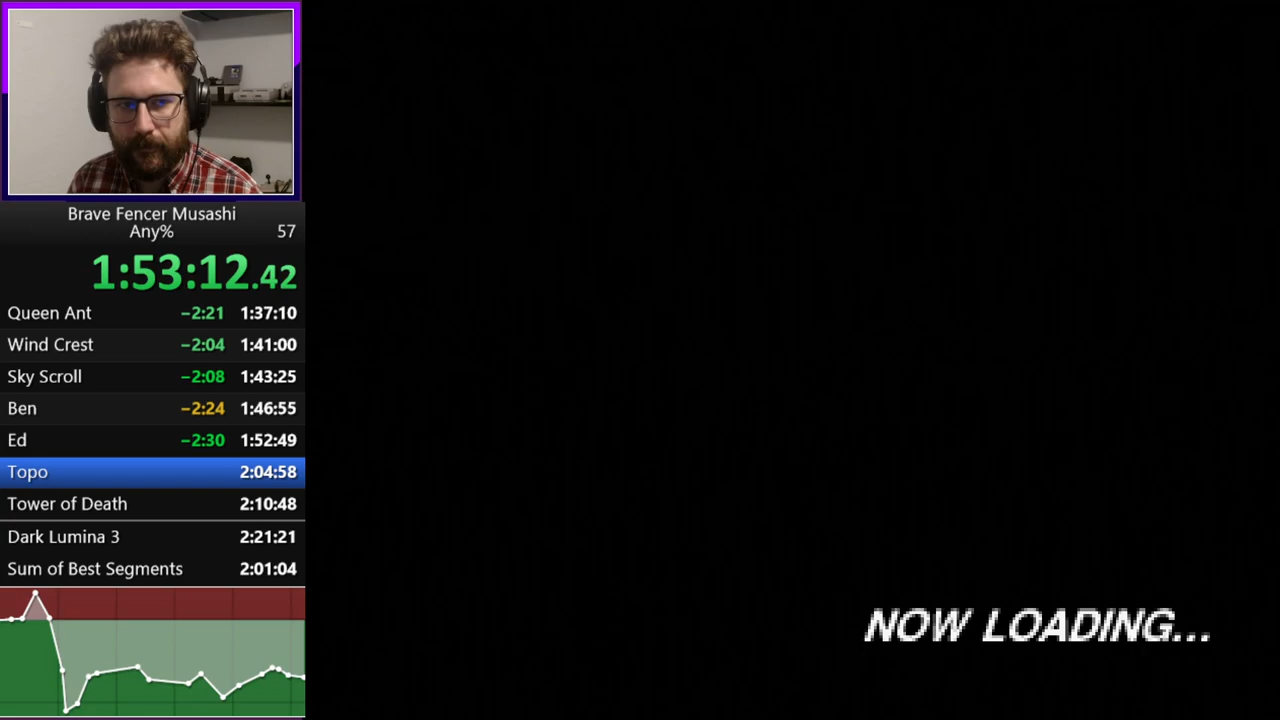 Brave Fencer Musashi
Any% 57
1:53:12.42
Queen Ant -2:21 1:37:10
Wind Crest -2:04 1:41:00
Sky Scroll -2:08 1:43:25
Ben -2:24 1:46:55
Ed -2:30 1:52:49
Topo 2:04:58
Tower of Death 2:10:48
Dark Lumina 3 2:21:21
Sum of Best Segments 2:01:04
NOW LOADING...